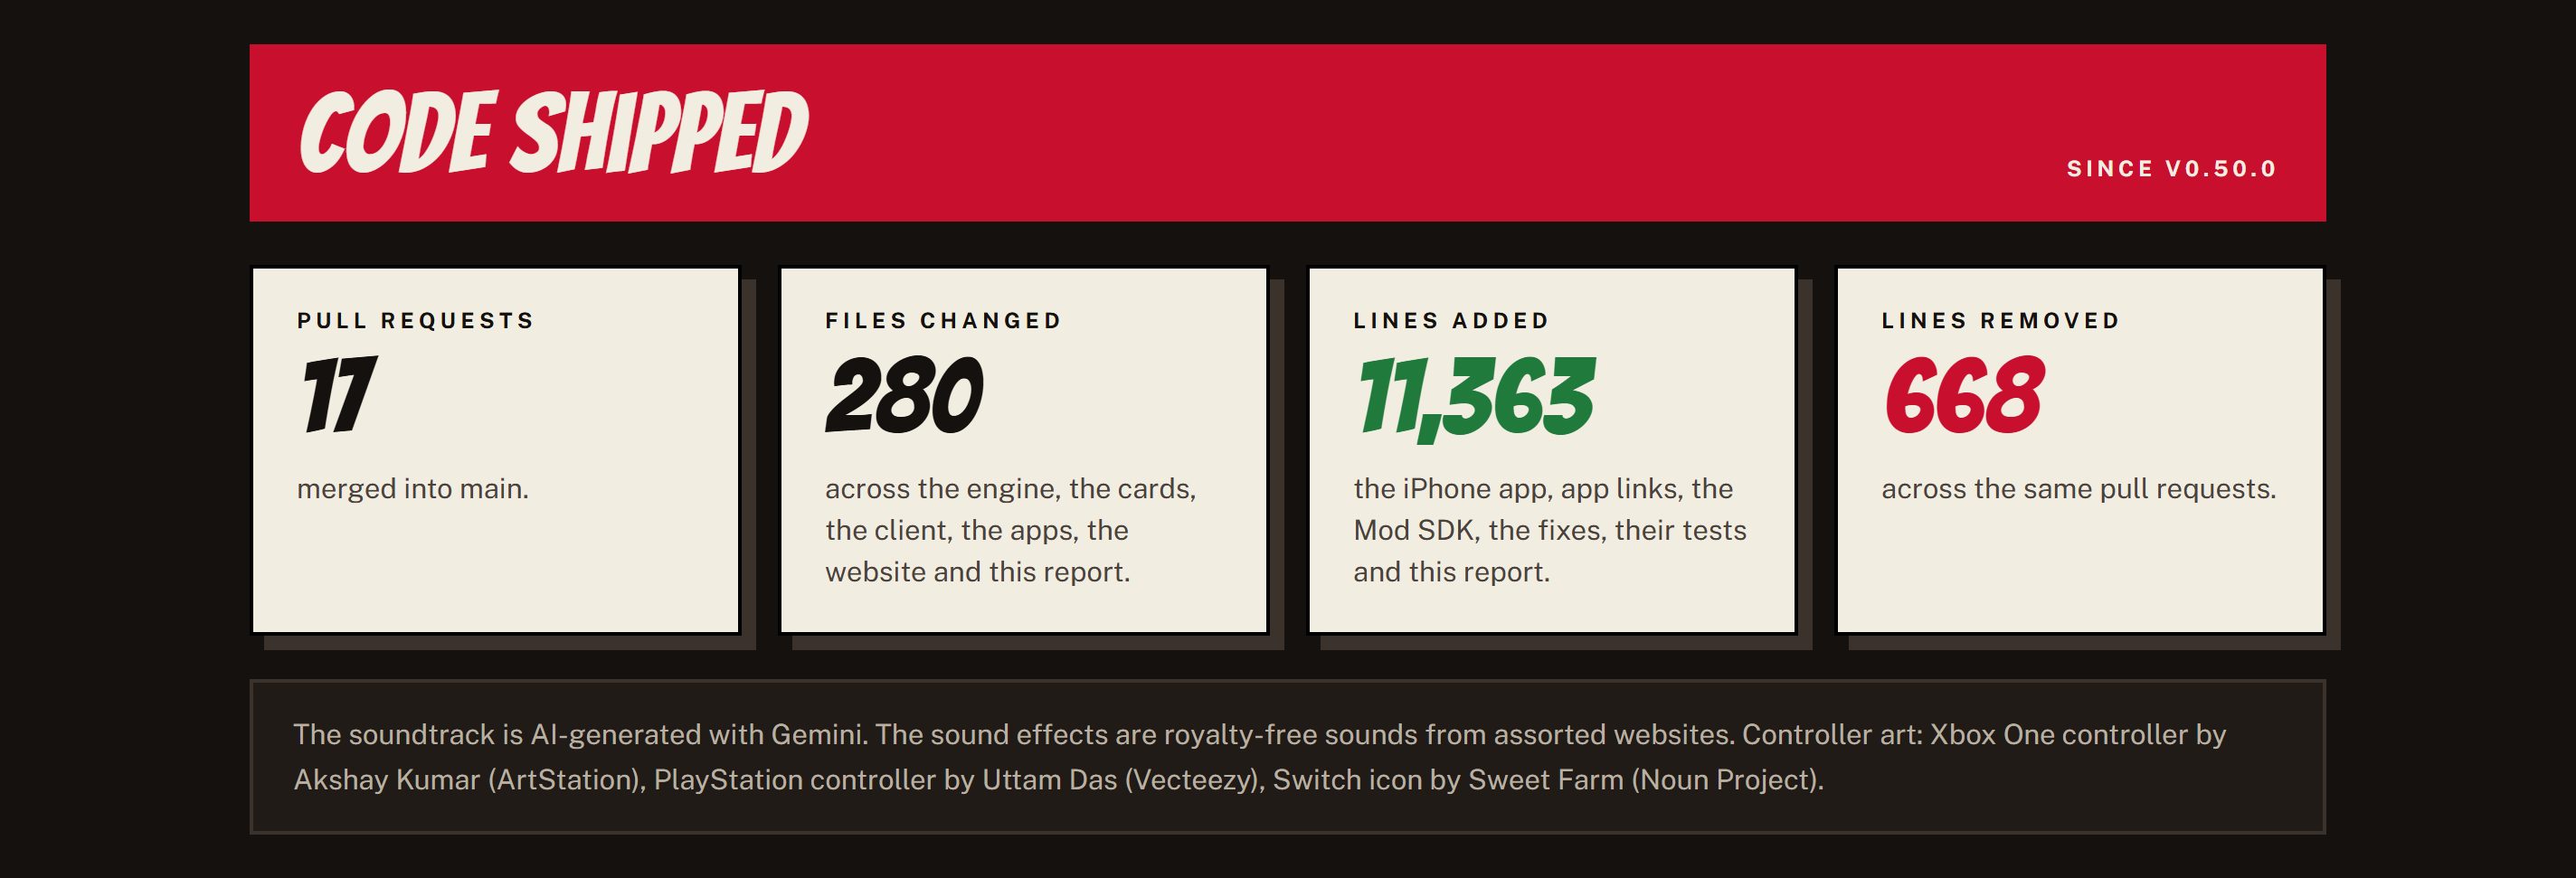 CODE SHIPPED
SINCE V0.50.0
PULL REQUESTS
17
merged into main.
FILES CHANGED
280
across the engine, the cards,
the client, the apps, the
website and this report.
LINES ADDED
11,363
the iPhone app, app links, the
Mod SDK, the fixes, their tests
and this report.
LINES REMOVED
668
across the same pull requests.
The soundtrack is AI-generated with Gemini. The sound effects are royalty-free sounds from assorted websites. Controller art: Xbox One controller by
Akshay Kumar (ArtStation), PlayStation controller by Uttam Das (Vecteezy), Switch icon by Sweet Farm (Noun Project).